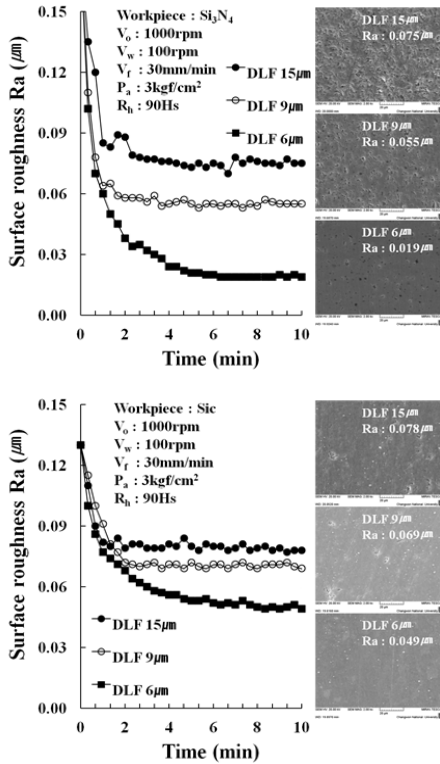 0.15
0.12
0.09
0.06
0.03
0.00
Surface roughness Ra (㎛)
Workpiece : Si₃N₄
Vₒ : 1000rpm
V_w : 100rpm
V_f : 30mm/min
Pₐ : 3kgf/cm²
Rₕ : 90Hs
DLF 15㎛
DLF 9㎛
DLF 6㎛
0 2 4 6 8 10
Time (min)
DLF 15㎛
Ra : 0.075㎛
DLF 9㎛
Ra : 0.055㎛
DLF 6㎛
Ra : 0.019㎛
0.15
0.12
0.09
0.06
0.03
0.00
Surface roughness Ra (㎛)
Workpiece : Sic
Vₒ : 1000rpm
V_w : 100rpm
V_f : 30mm/min
Pₐ : 3kgf/cm²
Rₕ : 90Hs
DLF 15㎛
DLF 9㎛
DLF 6㎛
0 2 4 6 8 10
Time (min)
DLF 15㎛
Ra : 0.078㎛
DLF 9㎛
Ra : 0.069㎛
DLF 6㎛
Ra : 0.049㎛